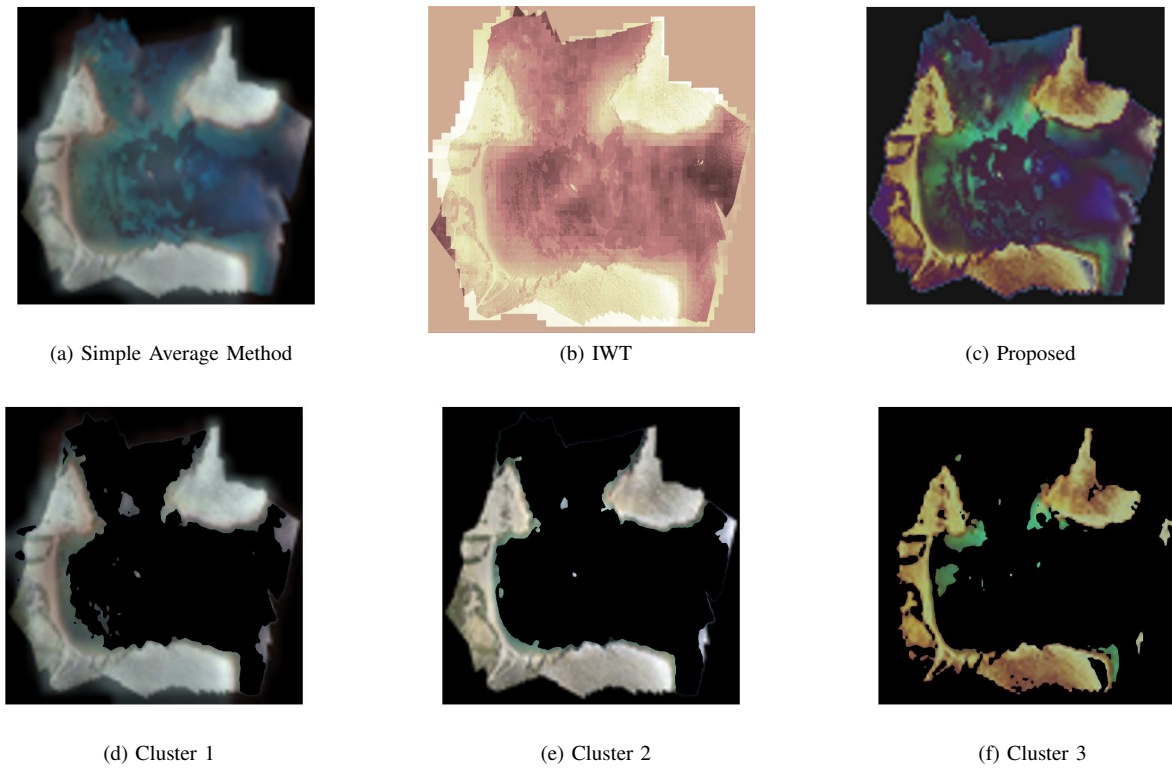 (a) Simple Average Method
(b) IWT
(c) Proposed
(d) Cluster 1
(e) Cluster 2
(f) Cluster 3